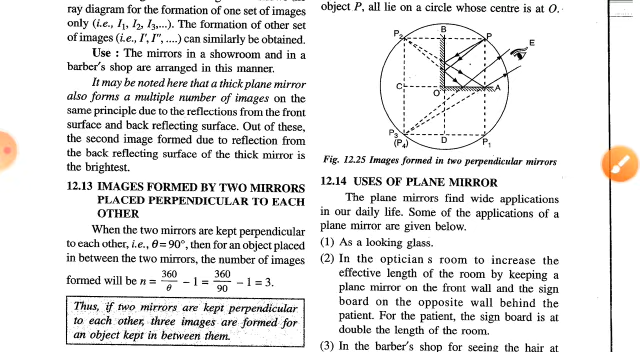 ray diagram for the formation of one set of images
only (i.e., I₁, I₂, I₃,...). The formation of other set
of images (i.e., I′, I″, ....) can similarly be obtained.
Use : The mirrors in a showroom and in a
barber's shop are arranged in this manner.
It may be noted here that a thick plane mirror
also forms a multiple number of images on the
same principle due to the reflections from the front
surface and back reflecting surface. Out of these,
the second image formed due to reflection from
the back reflecting surface of the thick mirror is
the brightest.
12.13 IMAGES FORMED BY TWO MIRRORS
PLACED PERPENDICULAR TO EACH
OTHER
When the two mirrors are kept perpendicular
to each other, i.e., θ = 90°, then for an object placed
in between the two mirrors, the number of images
formed will be n = 360/θ − 1 = 360/90 − 1 = 3.
Thus, if two mirrors are kept perpendicular
to each other, three images are formed for
an object kept in between them.
object P, all lie on a circle whose centre is at O.
B
P₂
P
E
C
O
A
P₃
(P₄)
D
P₁
Fig. 12.25 Images formed in two perpendicular mirrors
12.14 USES OF PLANE MIRROR
The plane mirrors find wide applications
in our daily life. Some of the applications of a
plane mirror are given below.
(1) As a looking glass.
(2) In the optician s room to increase the
effective length of the room by keeping a
plane mirror on the front wall and the sign
board on the opposite wall behind the
patient. For the patient, the sign board is at
double the length of the room.
(3) In the barber's shop for seeing the hair at